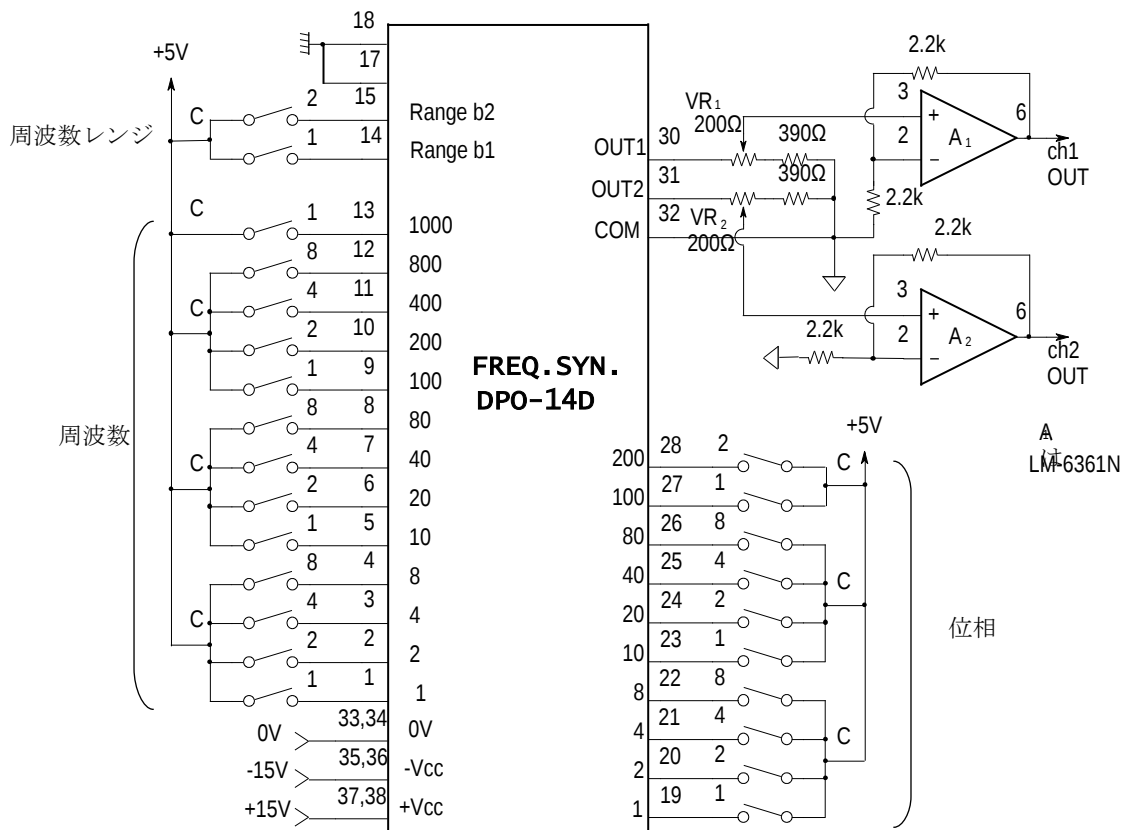 18
17
+5V
C 2 15 Range b2
周波数レンジ
1 14 Range b1
C 1 13 1000
8 12 800
C 4 11 400
2 10 200
1 9 100
8 8 80
周波数
C 4 7 40
2 6 20
1 5 10
8 4 8
C 4 3 4
2 2 2
1 1 1
0V 33,34 0V
-15V 35,36 -Vcc
+15V 37,38 +Vcc
FREQ.SYN.
DPO-14D
OUT1 30
OUT2 31
COM 32
VR1
200Ω
390Ω
390Ω
VR2
200Ω
2.2k
3 +
2 −
A1
6
ch1
OUT
2.2k
2.2k
3 +
2 −
A2
6
ch2
OUT
2.2k
+5V
は
LM-6361N
200 28 2 C
100 27 1
80 26 8
40 25 4 C
20 24 2
10 23 1
位相
8 22 8
4 21 4 C
2 20 2
1 19 1